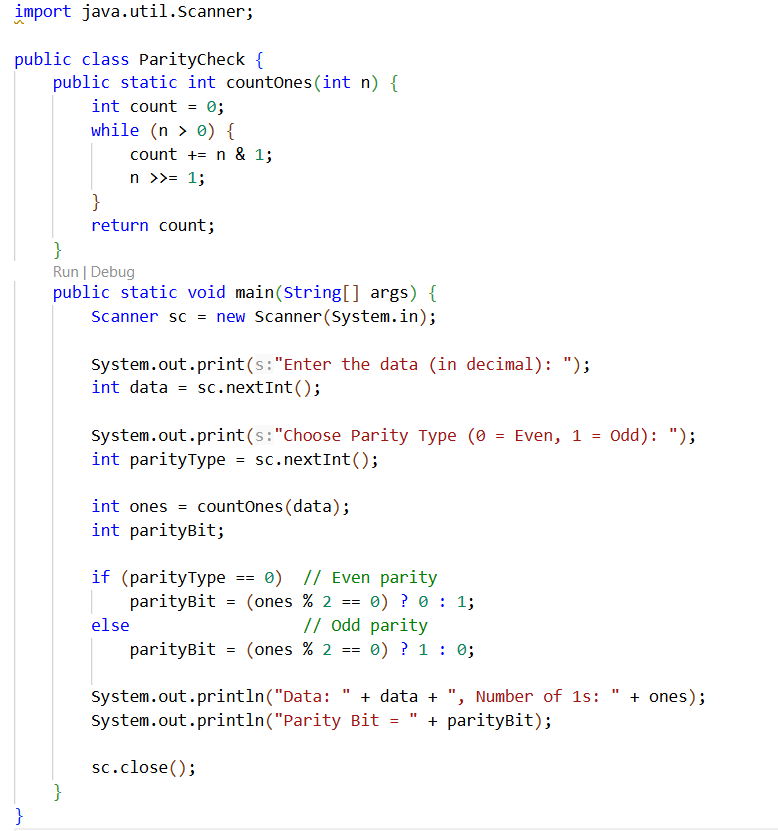 import java.util.Scanner;
public class ParityCheck {
    public static int countOnes(int n) {
        int count = 0;
        while (n > 0) {
            count += n & 1;
            n >>= 1;
        }
        return count;
    }
    Run | Debug
    public static void main(String[] args) {
        Scanner sc = new Scanner(System.in);
        System.out.print(s:"Enter the data (in decimal): ");
        int data = sc.nextInt();
        System.out.print(s:"Choose Parity Type (0 = Even, 1 = Odd): ");
        int parityType = sc.nextInt();
        int ones = countOnes(data);
        int parityBit;
        if (parityType == 0)  // Even parity
            parityBit = (ones % 2 == 0) ? 0 : 1;
        else                  // Odd parity
            parityBit = (ones % 2 == 0) ? 1 : 0;
        System.out.println("Data: " + data + ", Number of 1s: " + ones);
        System.out.println("Parity Bit = " + parityBit);
        sc.close();
    }
}